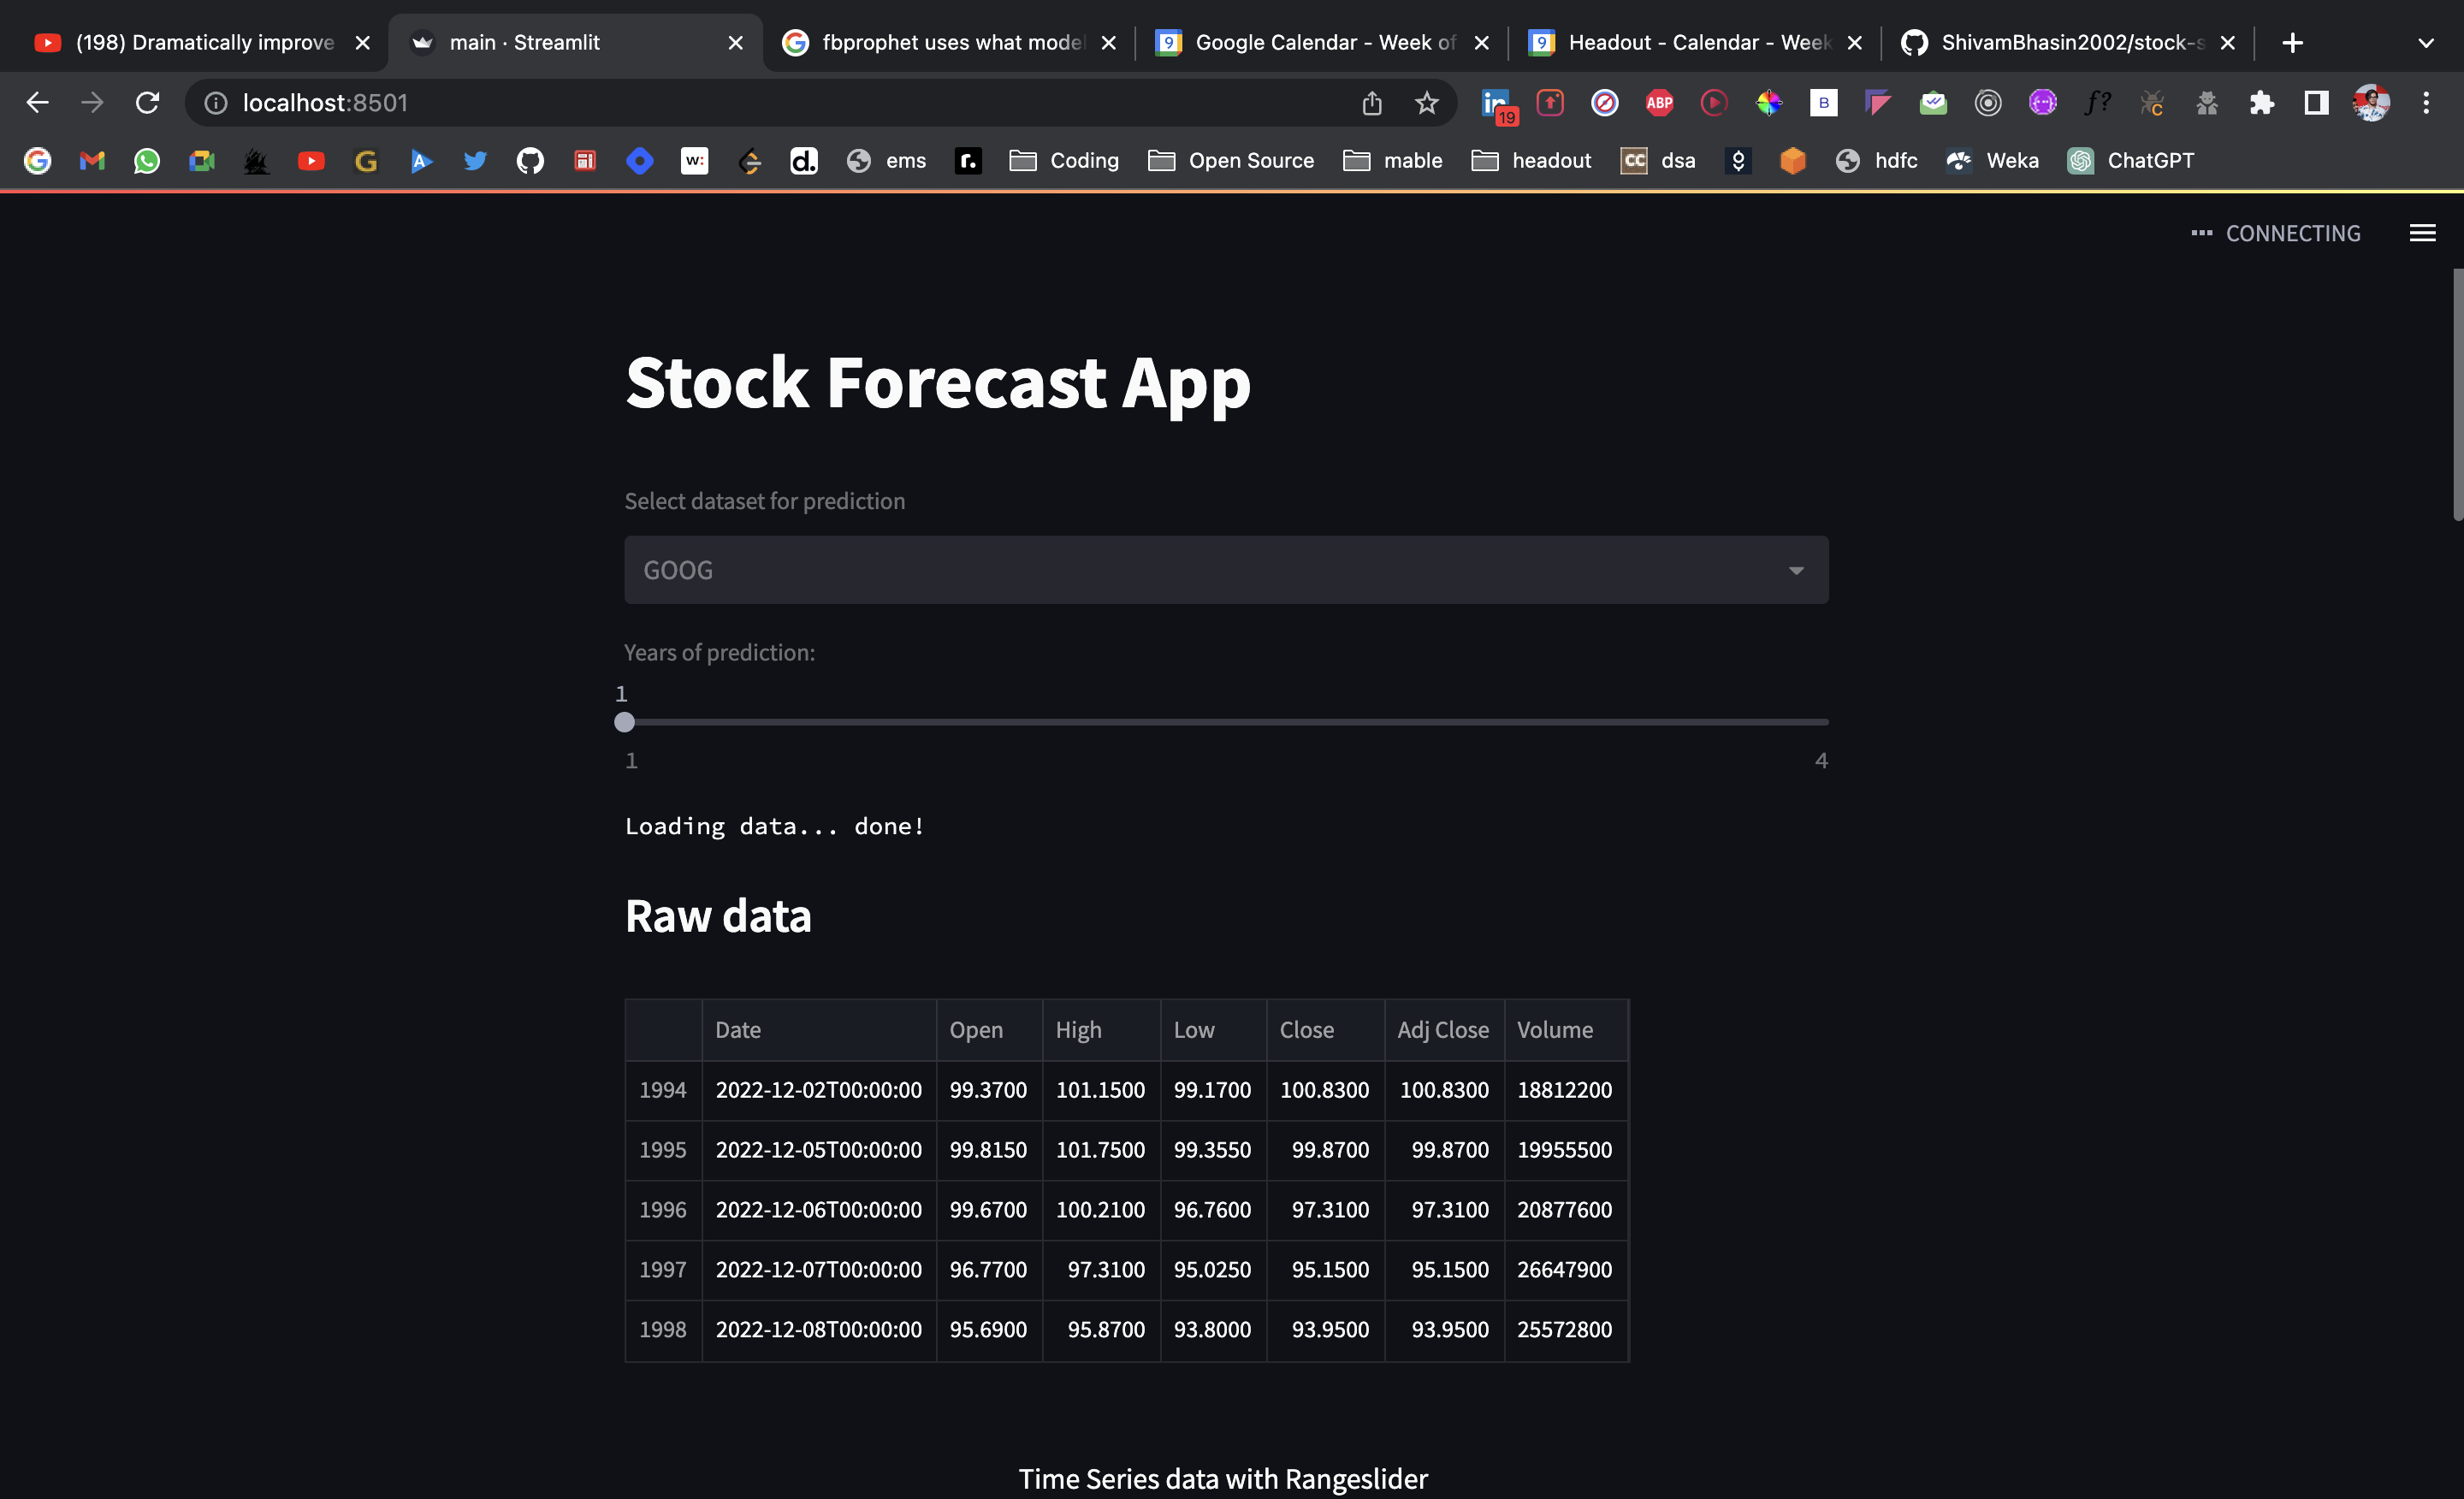 (198) Dramatically improve
main · Streamlit
fbprophet uses what model
Google Calendar - Week of
Headout - Calendar - Week
ShivamBhasin2002/stock-s
localhost:8501
19
ABP
B
ƒ?
C
ems
Coding
Open Source
mable
headout
dsa
hdfc
Weka
ChatGPT
CONNECTING
Stock Forecast App
Select dataset for prediction
GOOG
Years of prediction:
1
1 4
Loading data... done!
Raw data
Date Open High Low Close Adj Close Volume
1994 2022-12-02T00:00:00 99.3700 101.1500 99.1700 100.8300 100.8300 18812200
1995 2022-12-05T00:00:00 99.8150 101.7500 99.3550 99.8700 99.8700 19955500
1996 2022-12-06T00:00:00 99.6700 100.2100 96.7600 97.3100 97.3100 20877600
1997 2022-12-07T00:00:00 96.7700 97.3100 95.0250 95.1500 95.1500 26647900
1998 2022-12-08T00:00:00 95.6900 95.8700 93.8000 93.9500 93.9500 25572800
Time Series data with Rangeslider